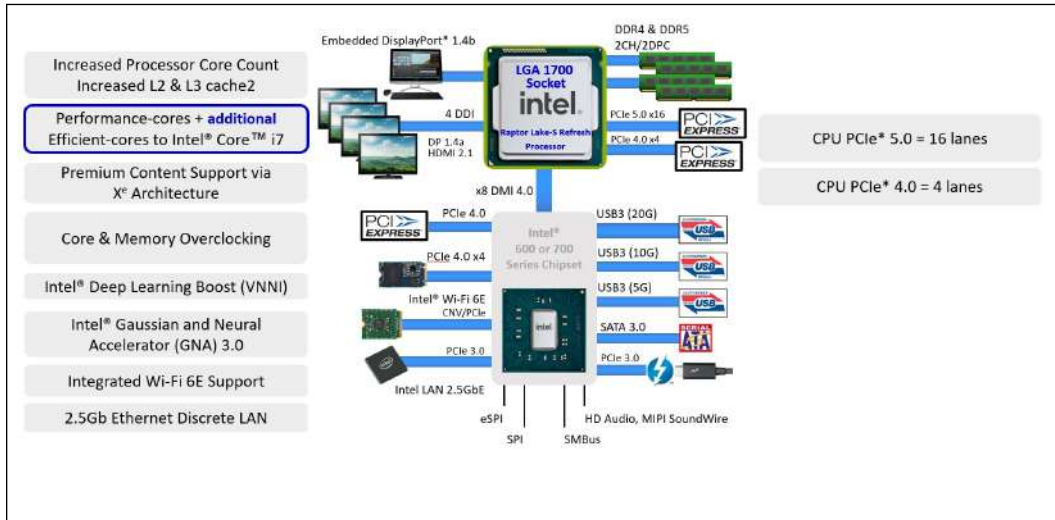 Increased Processor Core Count
Increased L2 & L3 cache2
Performance-cores + additional
Efficient-cores to Intel® Core™ i7
Premium Content Support via
Xᵉ Architecture
Core & Memory Overclocking
Intel® Deep Learning Boost (VNNI)
Intel® Gaussian and Neural
Accelerator (GNA) 3.0
Integrated Wi-Fi 6E Support
2.5Gb Ethernet Discrete LAN
Embedded DisplayPort* 1.4b
4 DDI
DP 1.4a
HDMI 2.1
LGA 1700
Socket
intel.
Raptor Lake-S Refresh
Processor
DDR4 & DDR5
2CH/2DPC
PCIe 5.0 x16
PCI
EXPRESS
PCIe 4.0 x4
PCI
EXPRESS
x8 DMI 4.0
PCI
EXPRESS
PCIe 4.0
PCIe 4.0 x4
Intel® Wi-Fi 6E
CNV/PCIe
PCIe 3.0
Intel LAN 2.5GbE
Intel®
600 or 700
Series Chipset
intel
USB3 (20G)
USB
USB3 (10G)
USB
USB3 (5G)
USB
SATA 3.0
SERIAL
ATA
PCIe 3.0
eSPI
SPI
SMBus
HD Audio, MIPI SoundWire
CPU PCIe* 5.0 = 16 lanes
CPU PCIe* 4.0 = 4 lanes